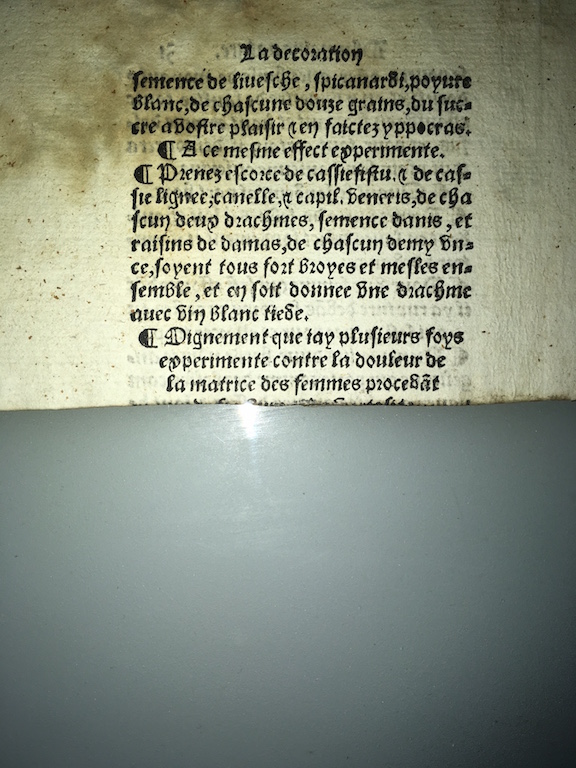 La decoration
semence de liuesche, spicanardi, poyure
blanc, de chascune douze grains, du suc=
cre a vostre plaisir ⁊ en faictez yppocras.
¶ A ce mesme effect experimente.
¶ Prenez escorce de cassiefistu. ⁊ de cas=
sie lignee, canelle, ⁊ capil. veneris, de cha
scun deux drachmes, semence danis, et
raisins de damas, de chascun demy vn=
ce, soyent tous fort broyes et mesles en=
semble, et en soit donnee vne drachme
auec vin blanc tiede.
¶ Oignement que iay plusieurs foys
experimente contre la douleur de
la matrice des femmes procedãt